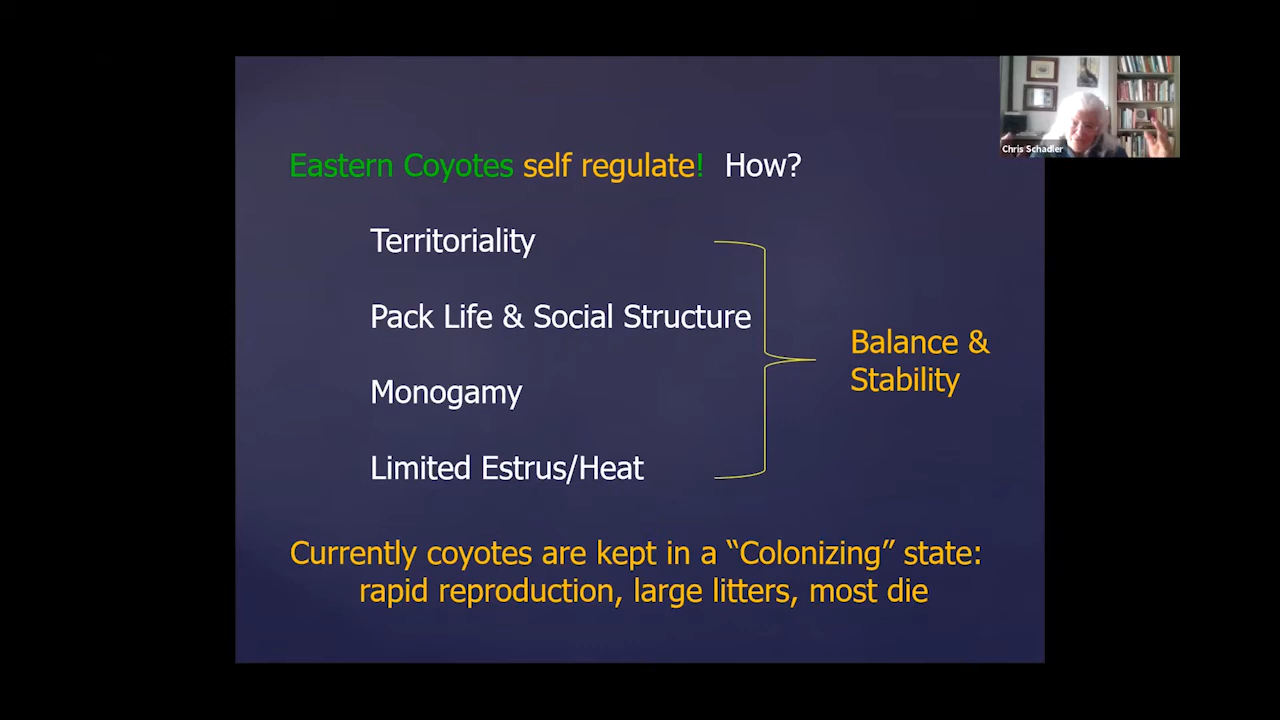 Chris Schadler
Eastern Coyotes self regulate! How?
Territoriality
Pack Life & Social Structure
Monogamy
Limited Estrus/Heat
Balance &
Stability
Currently coyotes are kept in a “Colonizing” state:
rapid reproduction, large litters, most die